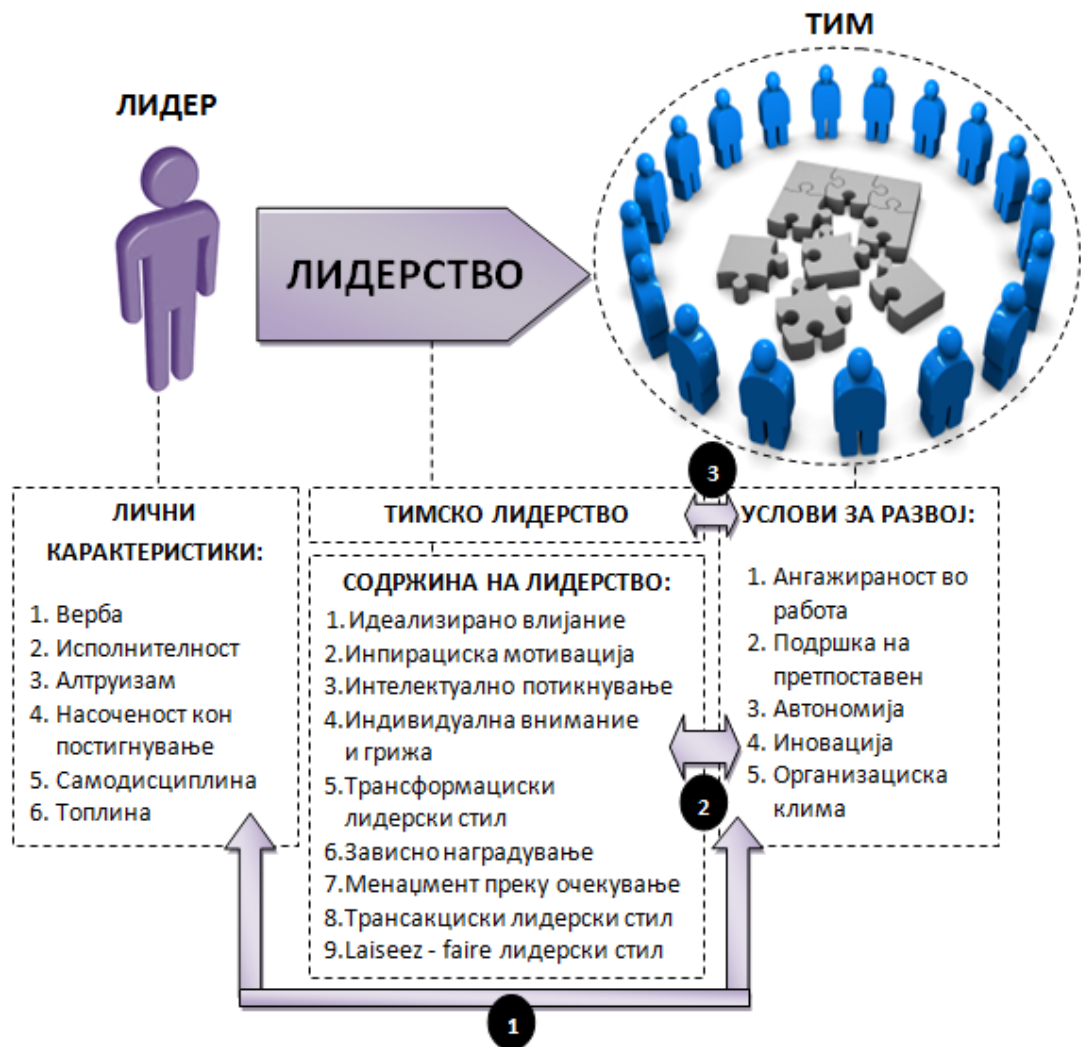 ТИМ
ЛИДЕР
ЛИДЕРСТВО
3
ЛИЧНИ
КАРАКТЕРИСТИКИ:
1. Верба
2. Исполнителност
3. Алтруизам
4. Насоченост кон
постигнување
5. Самодисциплина
6. Топлина
ТИМСКО ЛИДЕРСТВО
СОДРЖИНА НА ЛИДЕРСТВО:
1. Идеализирано влијание
2. Инпирациска мотивација
3. Интелектуално потикнување
4. Индивидуална внимание
и грижа
5. Трансформациски
лидерски стил
6. Зависно наградување
7. Менаџмент преку очекување
8. Трансакциски лидерски стил
9. Laiseez - faire лидерски стил
УСЛОВИ ЗА РАЗВОЈ:
1. Ангажираност во
работа
2. Подршка на
претпоставен
3. Автономија
4. Иновација
5. Организациска
клима
2
1